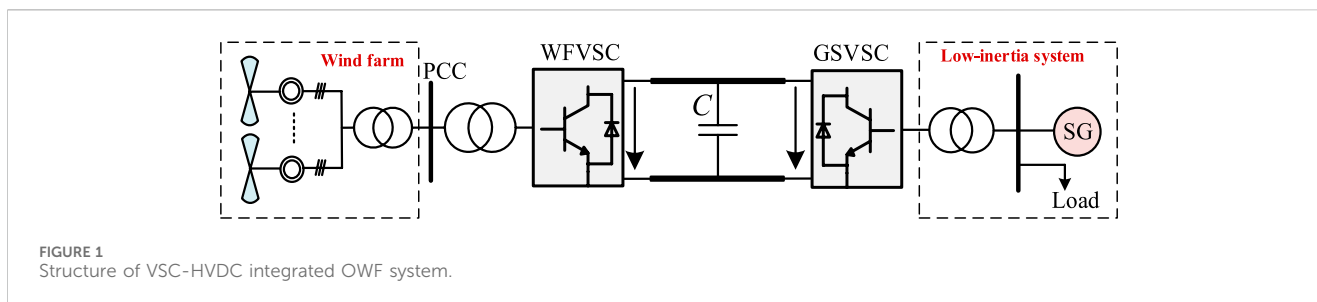 Wind farm
PCC
WFVSC
C
GSVSC
Low-inertia system
SG
Load
FIGURE 1
Structure of VSC-HVDC integrated OWF system.